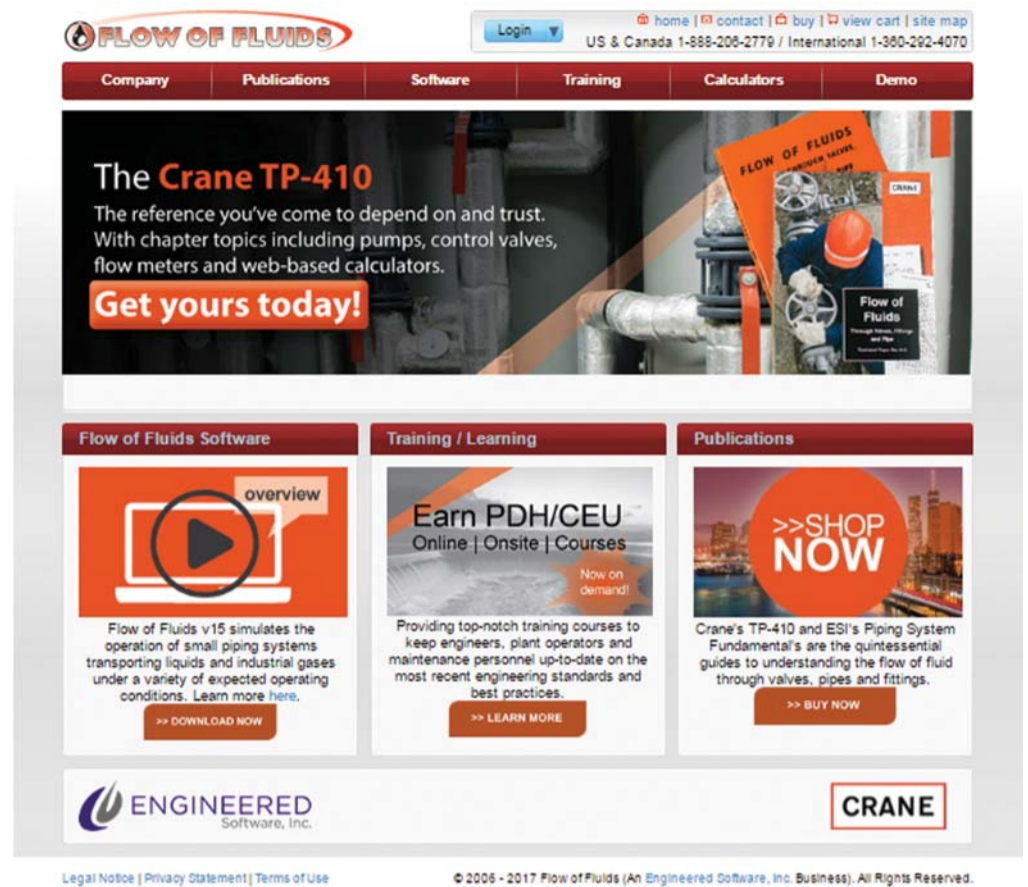 FLOW OF FLUIDS
Login
home | contact | buy | view cart | site map
US & Canada 1-888-206-2779 / International 1-360-292-4070
Company Publications Software Training Calculators Demo
The Crane TP-410
The reference you've come to depend on and trust.
With chapter topics including pumps, control valves,
flow meters and web-based calculators.
Get yours today!
FLOW OF FLUIDS
THROUGH VALVES,
PIPE
CRANE
Flow of
Fluids
Through Valves, Fittings
and Pipe
Flow of Fluids Software
overview
Flow of Fluids v15 simulates the
operation of small piping systems
transporting liquids and industrial gases
under a variety of expected operating
conditions. Learn more here.
>> DOWNLOAD NOW
Training / Learning
Earn PDH/CEU
Online | Onsite | Courses
Now on
demand!
Providing top-notch training courses to
keep engineers, plant operators and
maintenance personnel up-to-date on the
most recent engineering standards and
best practices.
>> LEARN MORE
Publications
>>SHOP
NOW
Crane's TP-410 and ESI's Piping System
Fundamental's are the quintessential
guides to understanding the flow of fluid
through valves, pipes and fittings.
>> BUY NOW
ENGINEERED
Software, Inc.
CRANE
Legal Notice | Privacy Statement | Terms of Use
© 2006 - 2017 Flow of Fluids (An Engineered Software, Inc. Business). All Rights Reserved.